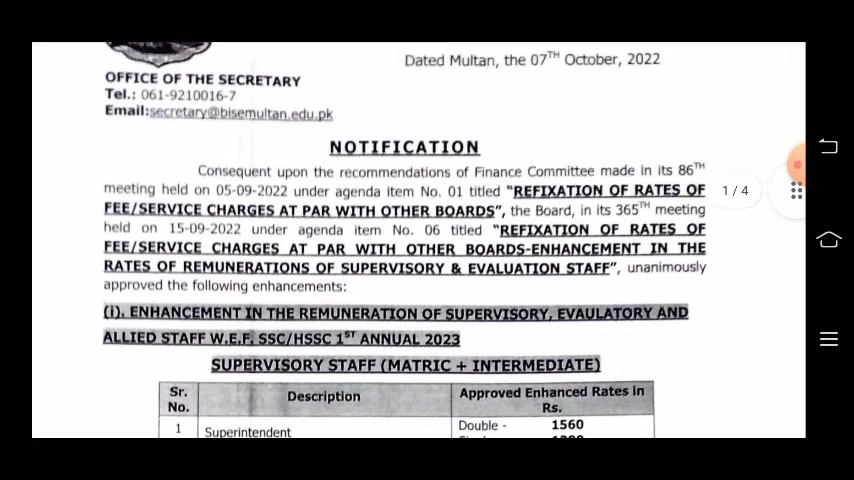 Dated Multan, the 07TH October, 2022
OFFICE OF THE SECRETARY
Tel.: 061-9210016-7
Email:secretary@bisemultan.edu.pk
NOTIFICATION
Consequent upon the recommendations of Finance Committee made in its 86TH
meeting held on 05-09-2022 under agenda item No. 01 titled "REFIXATION OF RATES OF
FEE/SERVICE CHARGES AT PAR WITH OTHER BOARDS", the Board, in its 365TH meeting
held on 15-09-2022 under agenda item No. 06 titled "REFIXATION OF RATES OF
FEE/SERVICE CHARGES AT PAR WITH OTHER BOARDS-ENHANCEMENT IN THE
RATES OF REMUNERATIONS OF SUPERVISORY & EVALUATION STAFF", unanimously
approved the following enhancements:
(i). ENHANCEMENT IN THE REMUNERATION OF SUPERVISORY, EVAULATORY AND
ALLIED STAFF W.E.F. SSC/HSSC 1ST ANNUAL 2023
SUPERVISORY STAFF (MATRIC + INTERMEDIATE)
Sr. No. Description Approved Enhanced Rates in Rs.
1 Superintendent Double - 1560
1/4